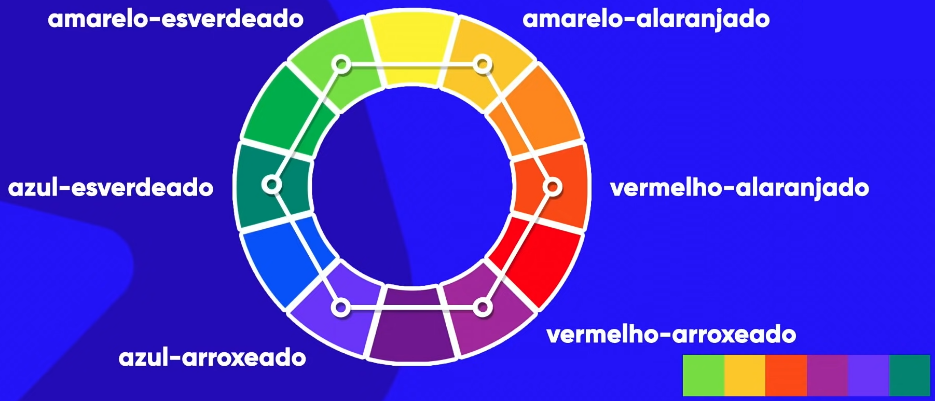 amarelo-esverdeado
amarelo-alaranjado
azul-esverdeado
vermelho-alaranjado
vermelho-arroxeado
azul-arroxeado